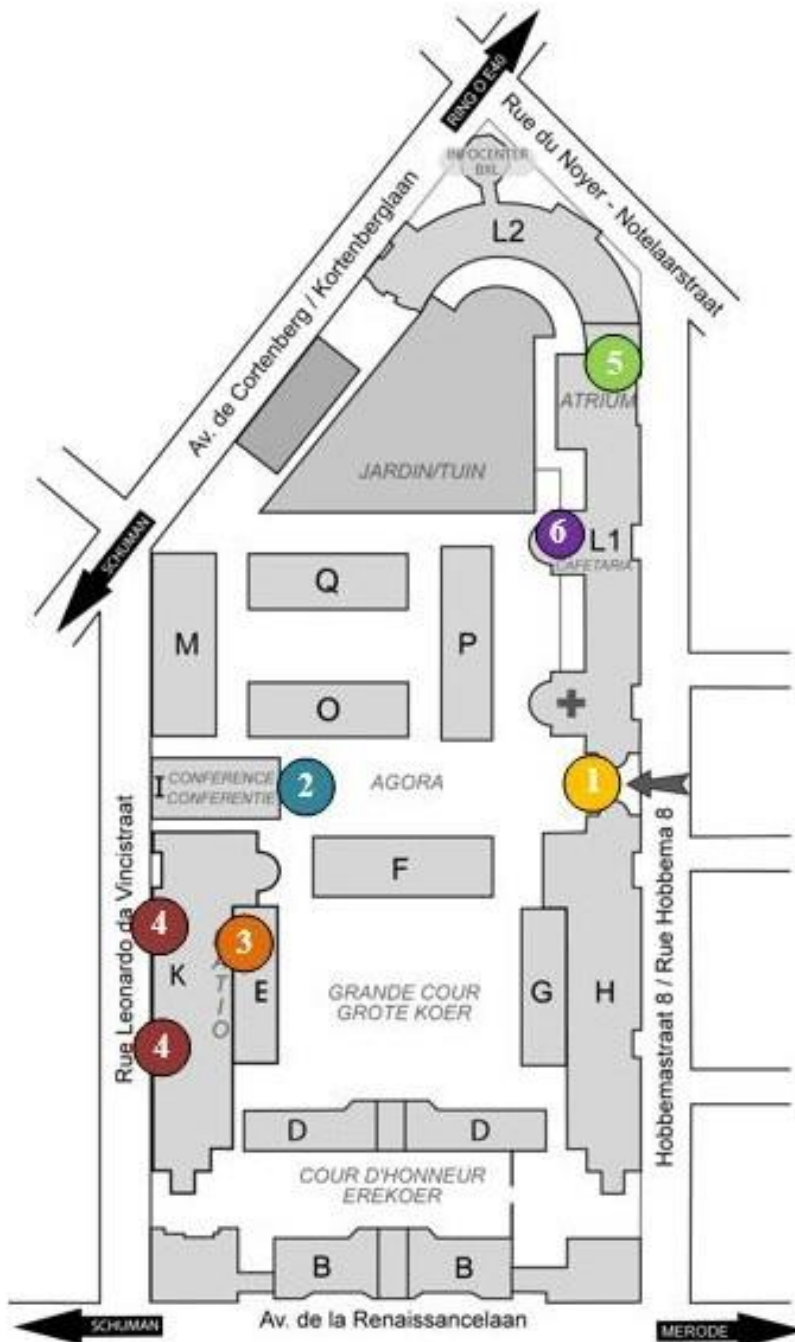 RING O E40
Rue du Noyer - Notelaarstraat
INFOCENTER
BXL
L2
Av. de Cortenberg / Kortenberglaan
5
ATRIUM
JARDIN/TUIN
SCHUMAN
6
L1
CAFETARIA
Q
M
P
O
I
CONFERENCE
CONFERENTIE
2
AGORA
1
F
Rue Leonardo da Vincistraat
Hobbemastraat 8 / Rue Hobbema 8
4
3
ATIO
K
E
GRANDE COUR
GROTE KOER
G
H
4
D
D
COUR D'HONNEUR
EREKOER
B
B
SCHUMAN
Av. de la Renaissancelaan
MERODE